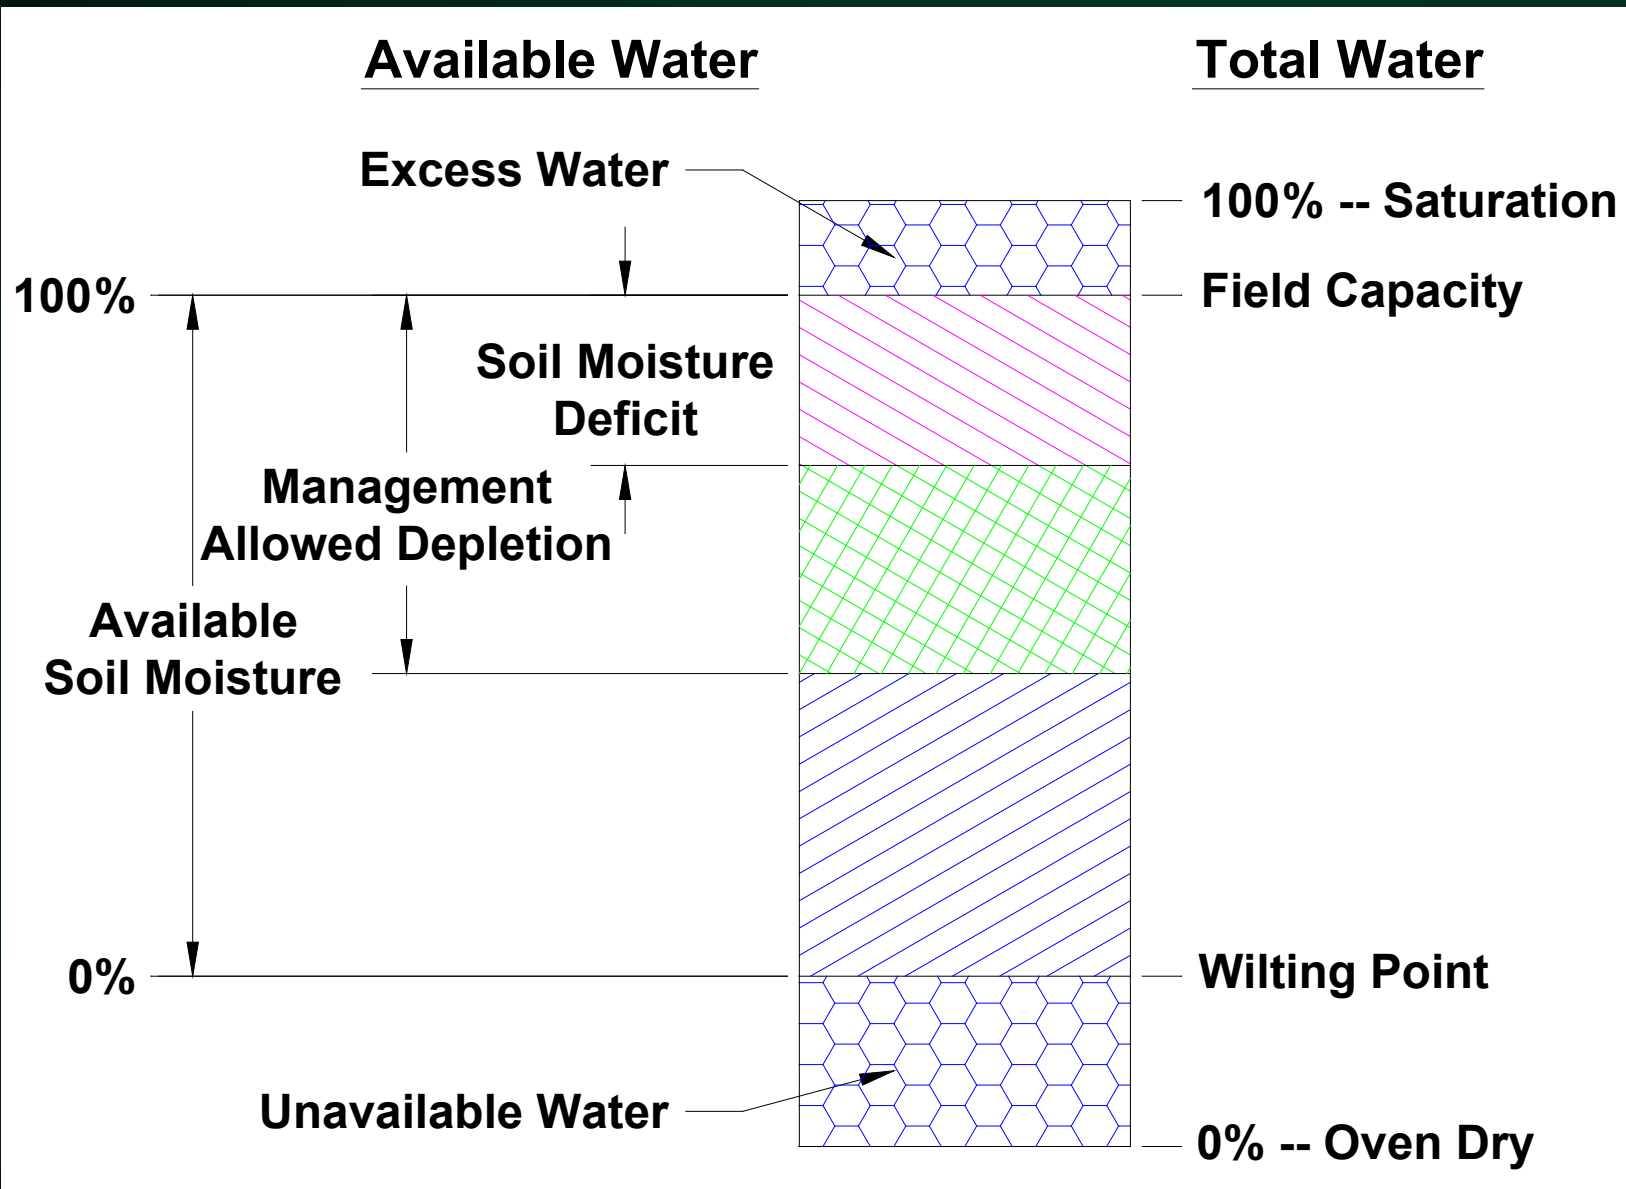 Available Water
Total Water
Excess Water
100% -- Saturation
100%
Field Capacity
Soil Moisture
Deficit
Management
Allowed Depletion
Available
Soil Moisture
0%
Wilting Point
Unavailable Water
0% -- Oven Dry